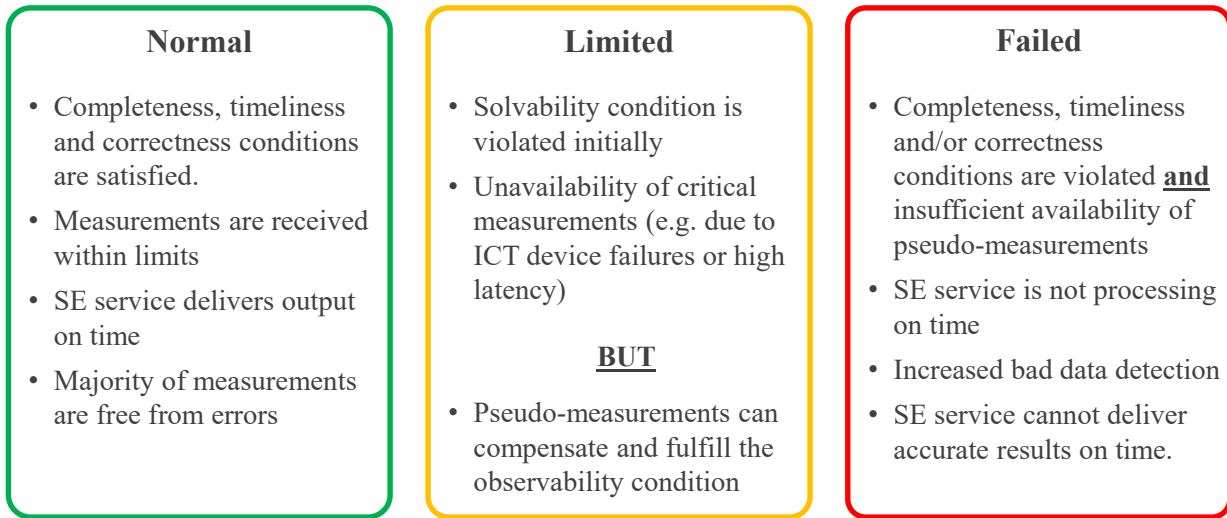 Normal
• Completeness, timeliness
and correctness conditions
are satisfied.
• Measurements are received
within limits
• SE service delivers output
on time
• Majority of measurements
are free from errors
Limited
• Solvability condition is
violated initially
• Unavailability of critical
measurements (e.g. due to
ICT device failures or high
latency)
BUT
• Pseudo-measurements can
compensate and fulfill the
observability condition
Failed
• Completeness, timeliness
and/or correctness
conditions are violated and
insufficient availability of
pseudo-measurements
• SE service is not processing
on time
• Increased bad data detection
• SE service cannot deliver
accurate results on time.